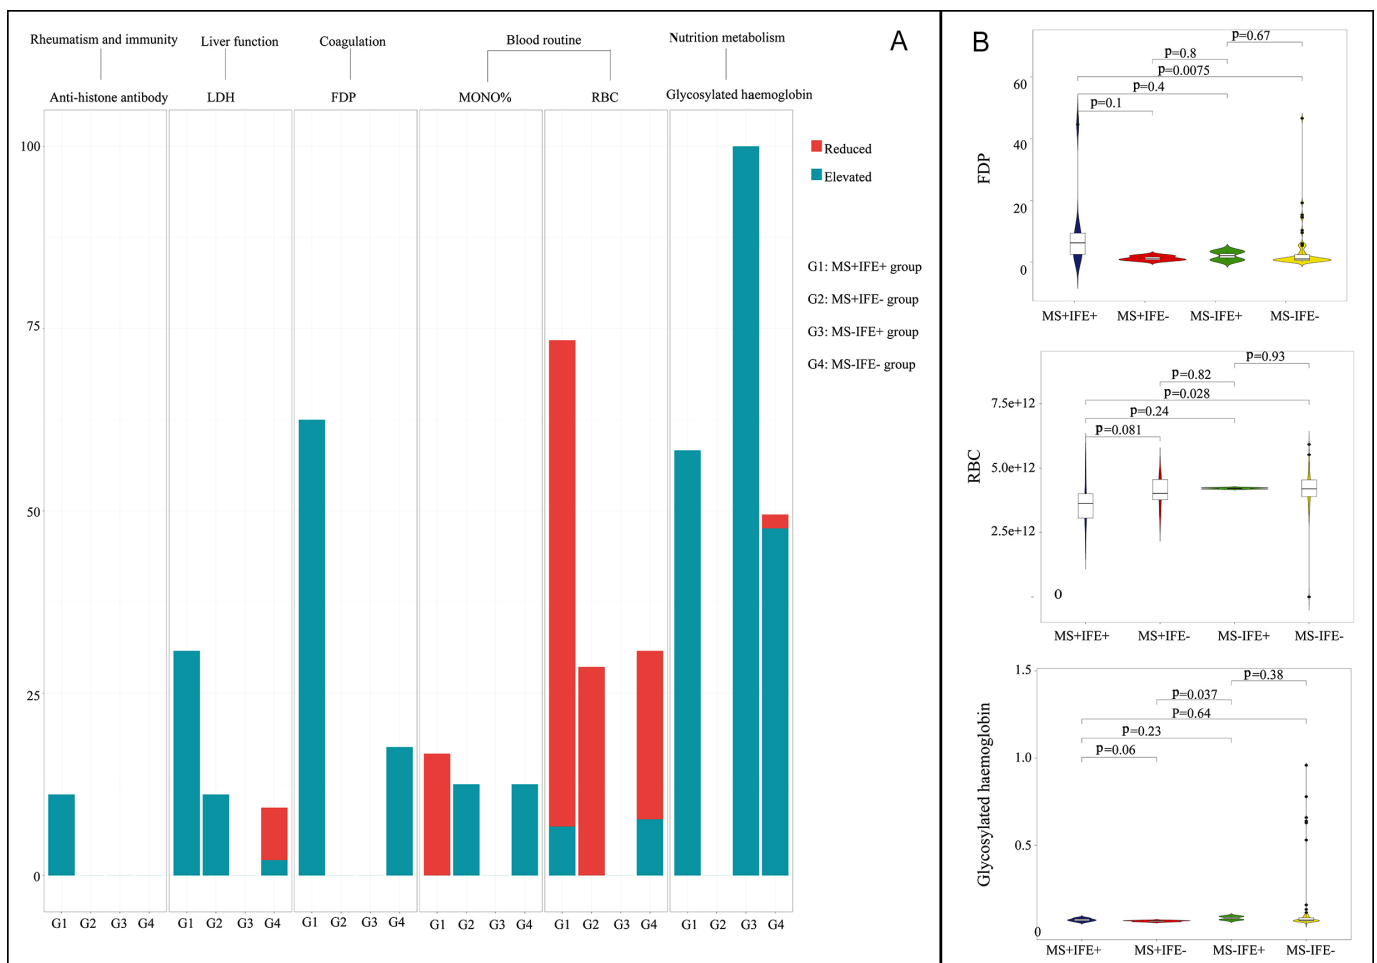 Rheumatism and immunity
Liver function
Coagulation
Blood routine
Nutrition metabolism
A
Anti-histone antibody
LDH
FDP
MONO%
RBC
Glycosylated haemoglobin
100
75
50
25
0
Reduced
Elevated
G1: MS+IFE+ group
G2: MS+IFE- group
G3: MS-IFE+ group
G4: MS-IFE- group
G1 G2 G3 G4
G1 G2 G3 G4
G1 G2 G3 G4
G1 G2 G3 G4
G1 G2 G3 G4
G1 G2 G3 G4
B
p=0.67
p=0.8
p=0.0075
p=0.4
p=0.1
FDP
60
40
20
0
MS+IFE+ MS+IFE- MS-IFE+ MS-IFE-
p=0.93
p=0.82
p=0.028
p=0.24
p=0.081
RBC
7.5e+12
5.0e+12
2.5e+12
0
MS+IFE+ MS+IFE- MS-IFE+ MS-IFE-
p=0.38
p=0.037
p=0.64
p=0.23
p=0.06
Glycosylated haemoglobin
1.5
1.0
0.5
0
MS+IFE+ MS+IFE- MS-IFE+ MS-IFE-